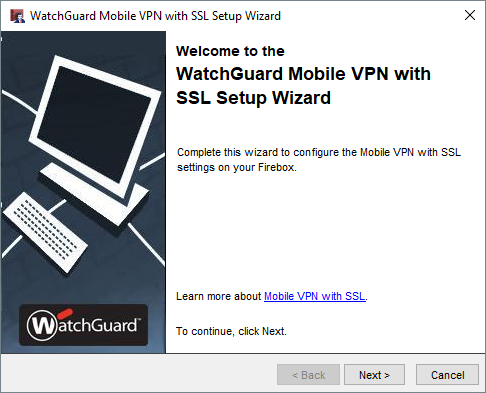 WatchGuard Mobile VPN with SSL Setup Wizard
Welcome to the
WatchGuard Mobile VPN with
SSL Setup Wizard
Complete this wizard to configure the Mobile VPN with SSL
settings on your Firebox.
Learn more about Mobile VPN with SSL.
WatchGuard™
To continue, click Next.
< Back
Next >
Cancel